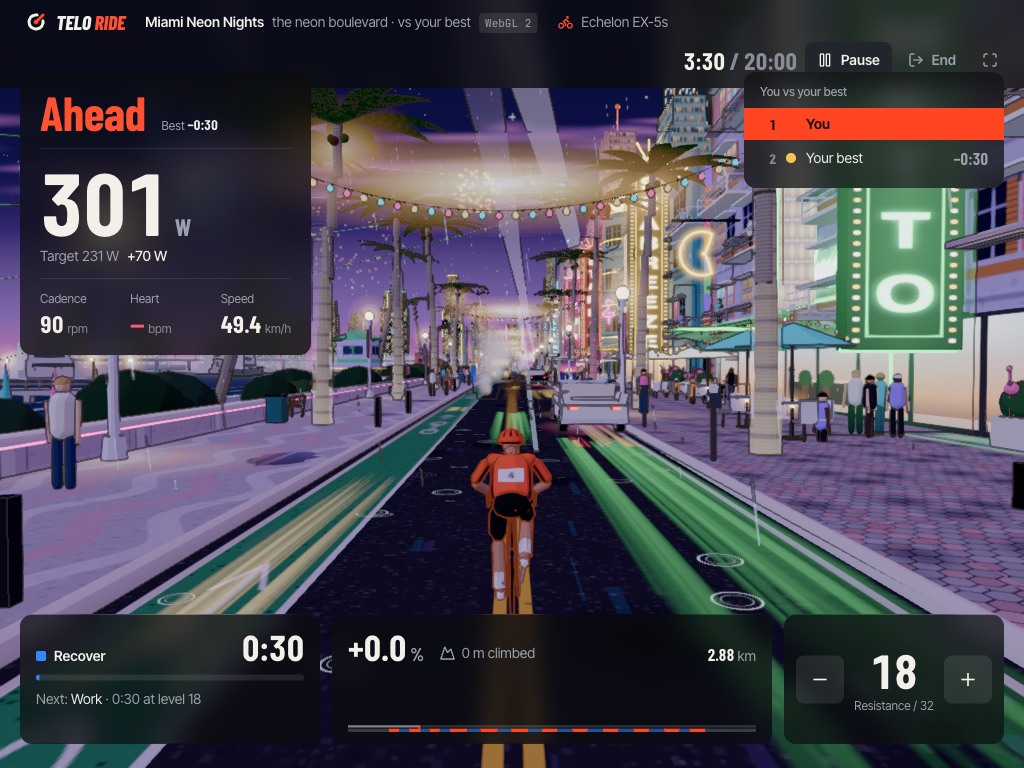 TELO RIDE Miami Neon Nights the neon boulevard · vs your best WebGL 2 Echelon EX-5s
3:30 / 20:00 Pause End
Ahead Best −0:30
301 W
Target 231 W +70 W
Cadence Heart Speed
90 rpm – bpm 49.4 km/h
You vs your best
1 You
2 Your best −0:30
T
O
4
Recover 0:30
Next: Work · 0:30 at level 18
+0.0 % 0 m climbed 2.88 km
− 18 +
Resistance / 32